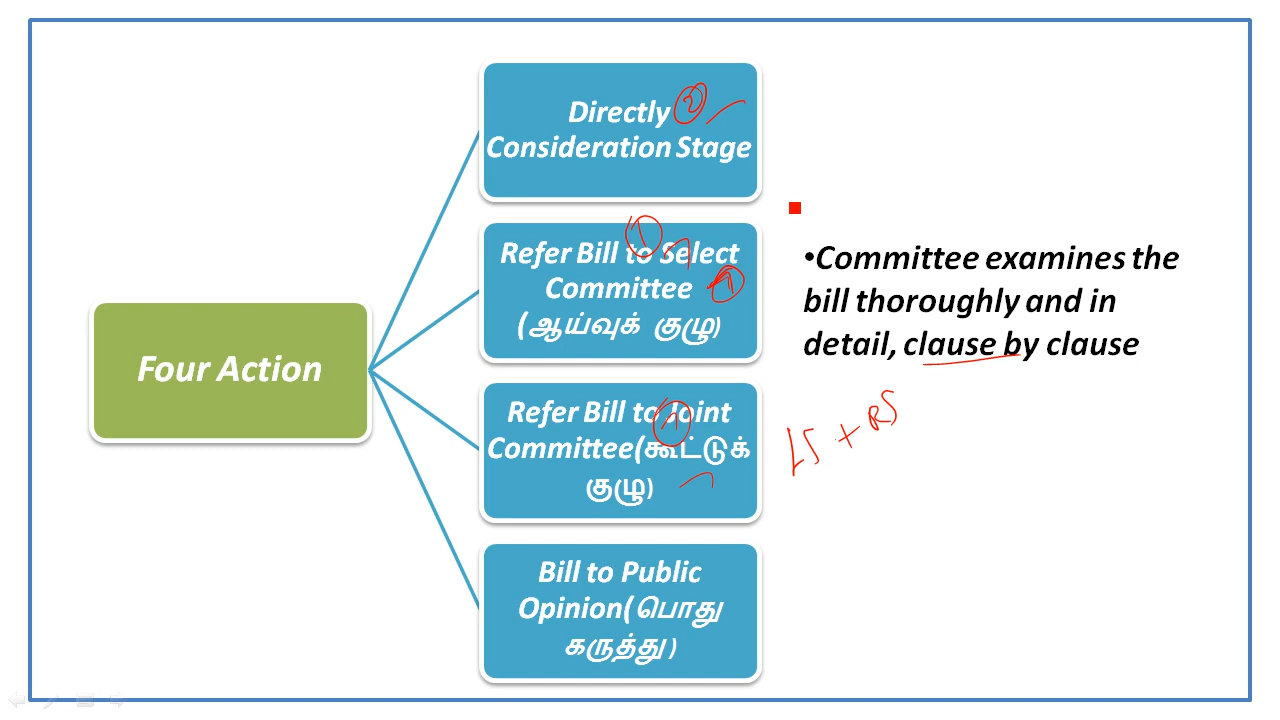 Four Action
Directly
Consideration Stage
Refer Bill to Select
Committee
(ஆய்வுக் குழு)
Refer Bill to Joint
Committee(கூட்டுக்
குழு)
Bill to Public
Opinion(பொது
கருத்து)
•Committee examines the
bill thoroughly and in
detail, clause by clause
LS + RS